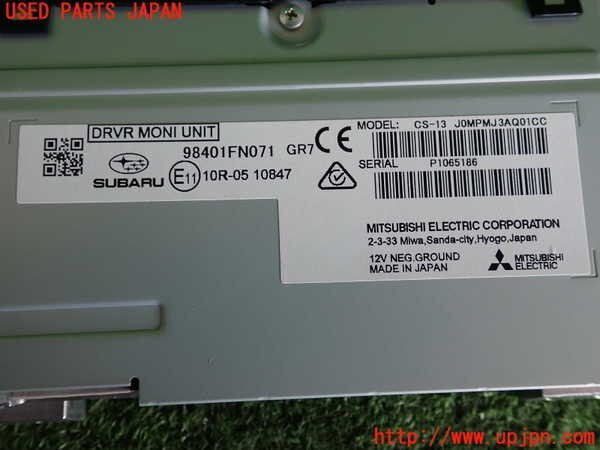 USED PARTS JAPAN
DRVR MONI UNIT
98401FN071 GR7
SUBARU
E11 10R-05 10847
MODEL: CS-13 J0MPMJ3AQ01CC
SERIAL P1065186
MITSUBISHI ELECTRIC CORPORATION
2-3-33 Miwa,Sanda-city,Hyogo,Japan
12V NEG.GROUND
MADE IN JAPAN
MITSUBISHI
ELECTRIC
http://www.upjpn.com/